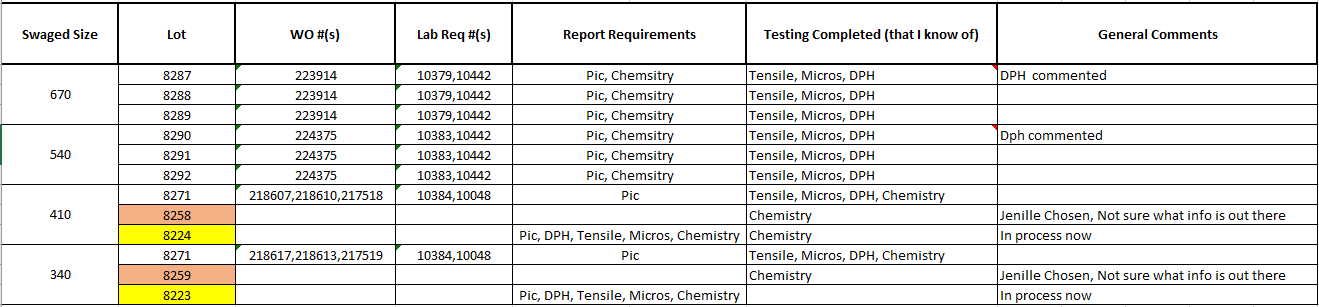 Swaged Size Lot WO #(s) Lab Req #(s) Report Requirements Testing Completed (that I know of) General Comments
8287 223914 10379,10442 Pic, Chemsitry Tensile, Micros, DPH DPH  commented
670 8288 223914 10379,10442 Pic, Chemsitry Tensile, Micros, DPH
8289 223914 10379,10442 Pic, Chemsitry Tensile, Micros, DPH
8290 224375 10383,10442 Pic, Chemsitry Tensile, Micros, DPH Dph commented
540 8291 224375 10383,10442 Pic, Chemsitry Tensile, Micros, DPH
8292 224375 10383,10442 Pic, Chemsitry Tensile, Micros, DPH
8271 218607,218610,217518 10384,10048 Pic Tensile, Micros, DPH, Chemistry
410 8258 Chemistry Jenille Chosen, Not sure what info is out there
8224 Pic, DPH, Tensile, Micros, Chemistry Chemistry In process now
8271 218617,218613,217519 10384,10048 Pic Tensile, Micros, DPH, Chemistry
340 8259 Chemistry Jenille Chosen, Not sure what info is out there
8223 Pic, DPH, Tensile, Micros, Chemistry In process now